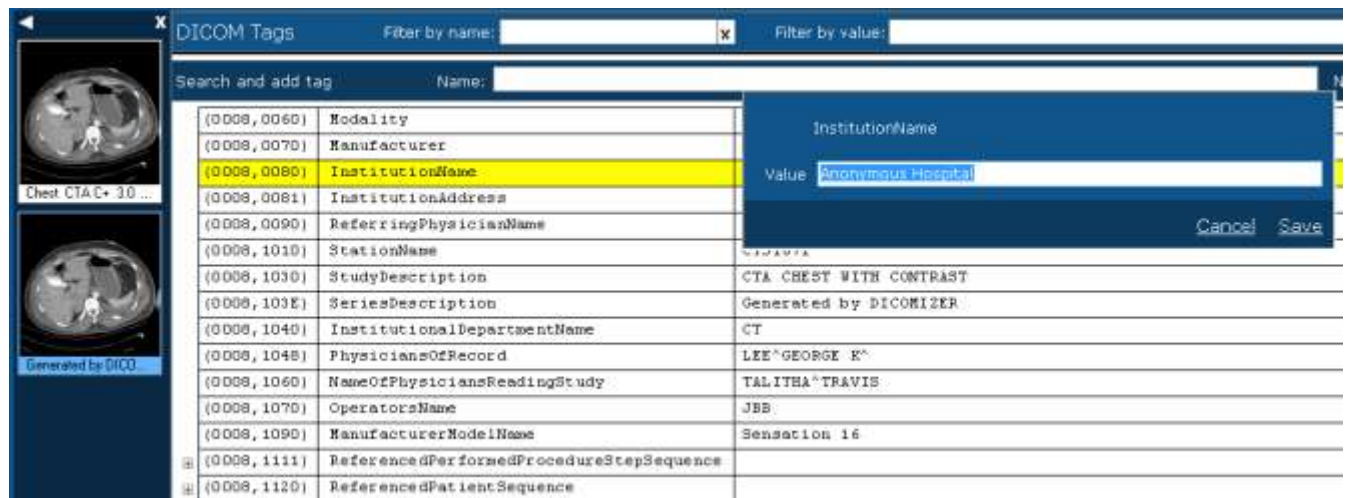 X
DICOM Tags Filter by name: x Filter by value:
Search and add tag Name: N
(0008,0060) Modality
(0008,0070) Manufacturer
InstitutionName
(0008,0080) InstitutionName
Value Anonymous Hospital
Chest CTA C+ 3.0 ...
(0008,0081) InstitutionAddress
(0008,0090) ReferringPhysicianName
Cancel Save
(0008,1010) StationName
(0008,1030) StudyDescription CTA CHEST WITH CONTRAST
(0008,103E) SeriesDescription Generated by DICOMIZER
(0008,1040) InstitutionalDepartmentName CT
Generated by DICO...
(0008,1048) PhysiciansOfRecord LEE^GEORGE K^
(0008,1060) NameOfPhysiciansReadingStudy TALITHA^TRAVIS
(0008,1070) OperatorsName JBB
(0008,1090) ManufacturerModelName Sensation 16
(0008,1111) ReferencedPerformedProcedureStepSequence
(0008,1120) ReferencedPatientSequence